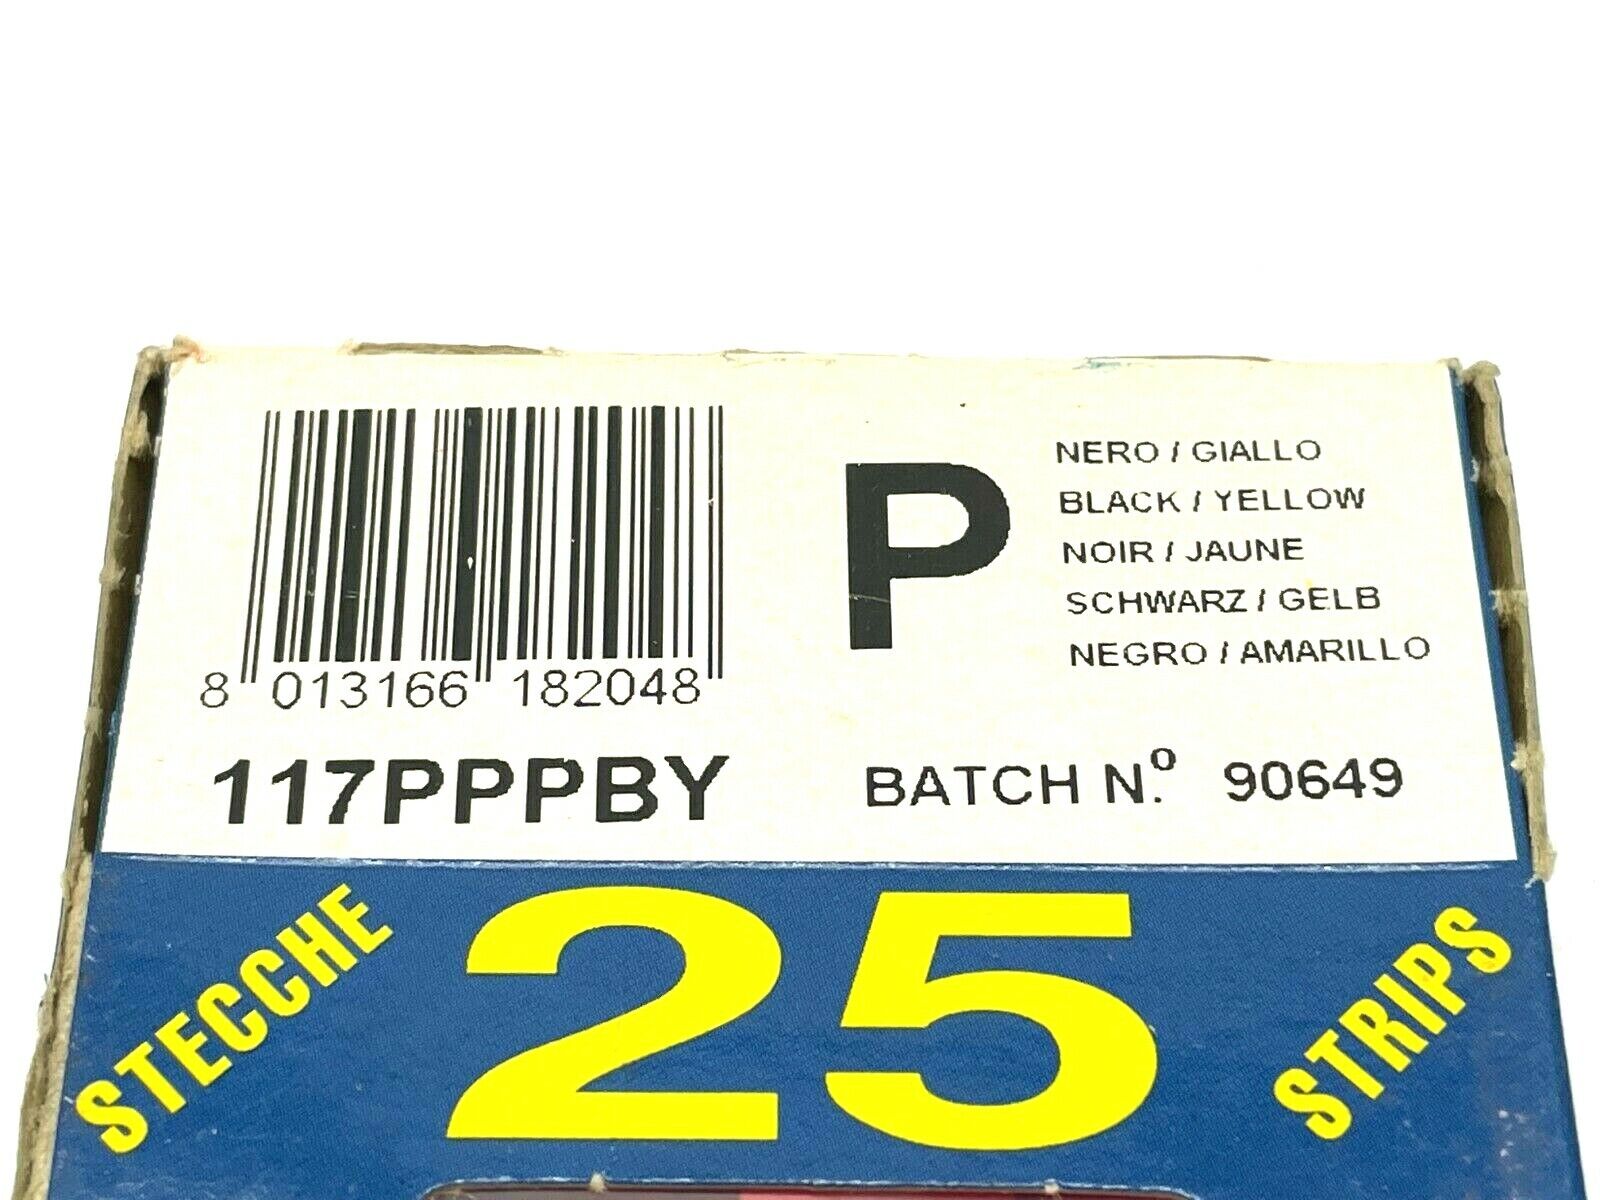 8 013166 182048
117PPPBY
P
NERO / GIALLO
BLACK / YELLOW
NOIR / JAUNE
SCHWARZ / GELB
NEGRO / AMARILLO
BATCH N.º 90649
STECCHE
25
STRIPS